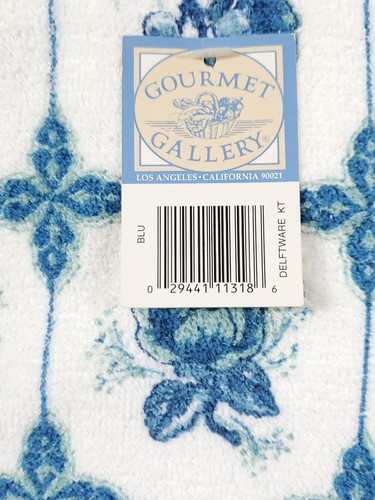 GOURMET
GALLERY®
LOS ANGELES • CALIFORNIA 90021
BLU
DELFTWARE KT
0 29441 11318 6